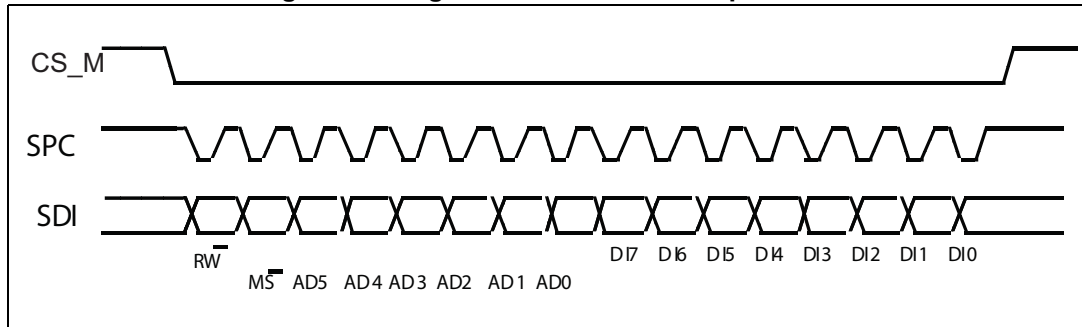 CS_M
SPC
SDI
RW DI7 DI6 DI5 DI4 DI3 DI2 DI1 DI0
MS AD5 AD4 AD3 AD2 AD1 AD0